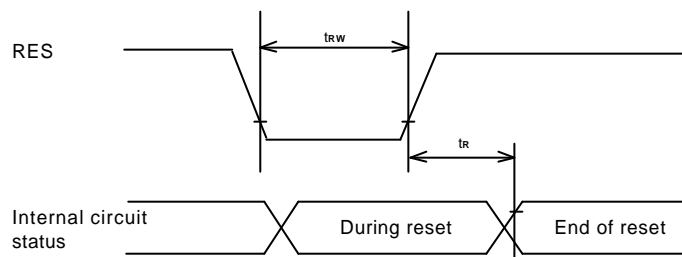 tRW
RES
tR
Internal circuit
status
During reset
End of reset